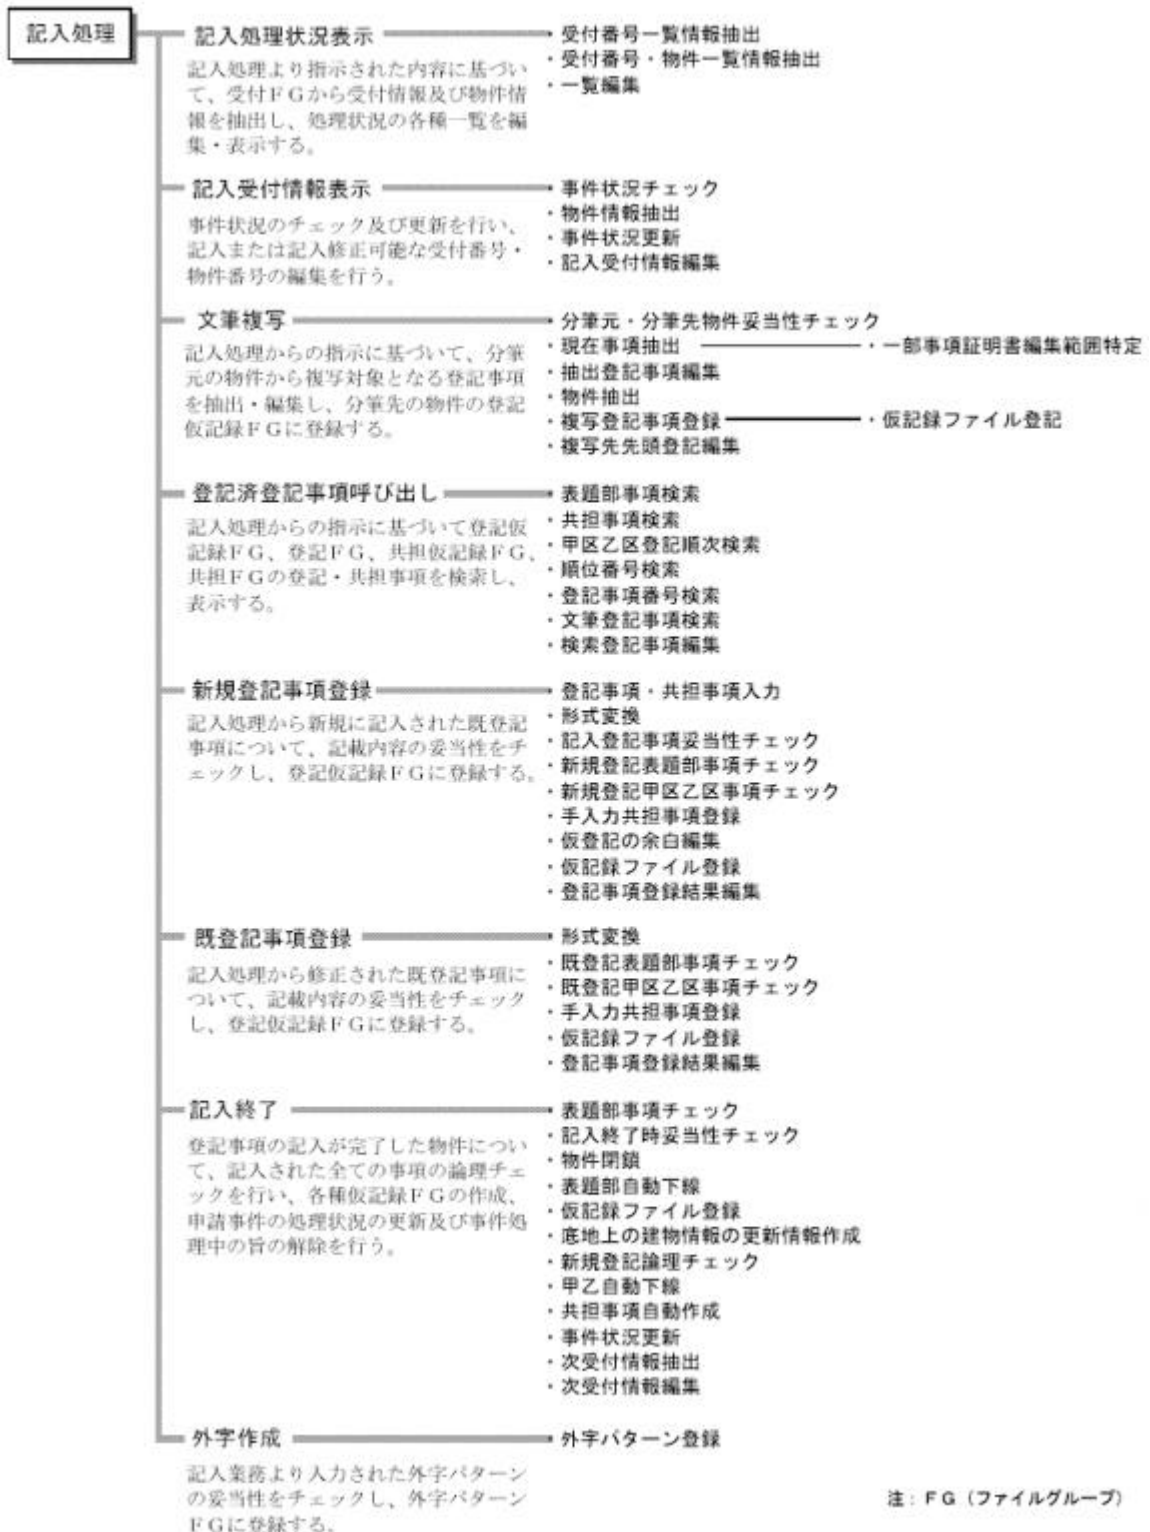 記入処理
記入処理状況表示
記入処理より指示された内容に基づい
て、受付FGから受付情報及び物件情
報を抽出し、処理状況の各種一覧を編
集・表示する。
・受付番号一覧情報抽出
・受付番号・物件一覧情報抽出
・一覧編集
記入受付情報表示
事件状況のチェック及び更新を行い、
記入または記入修正可能な受付番号・
物件番号の編集を行う。
・事件状況チェック
・物件情報抽出
・事件状況更新
・記入受付情報編集
文筆複写
記入処理からの指示に基づいて、分筆
元の物件から複写対象となる登記事項
を抽出・編集し、分筆先の物件の登記
仮記録FGに登録する。
・分筆元・分筆先物件妥当性チェック
・現在事項抽出
・一部事項証明書編集範囲特定
・抽出登記事項編集
・物件抽出
・複写登記事項登録
・仮記録ファイル登記
・複写先先頭登記編集
登記済登記事項呼び出し
記入処理からの指示に基づいて登記仮
記録FG、登記FG、共担仮記録FG、
共担FGの登記・共担事項を検索し、
表示する。
・表題部事項検索
・共担事項検索
・甲区乙区登記順次検索
・順位番号検索
・登記事項番号検索
・文筆登記事項検索
・検索登記事項編集
新規登記事項登録
記入処理から新規に記入された既登記
事項について、記載内容の妥当性をチ
ェックし、登記仮記録FGに登録する。
・登記事項・共担事項入力
・形式変換
・記入登記事項妥当性チェック
・新規登記表題部事項チェック
・新規登記甲区乙区事項チェック
・手入力共担事項登録
・仮登記の余白編集
・仮記録ファイル登録
・登記事項登録結果編集
既登記事項登録
記入処理から修正された既登記事項に
ついて、記載内容の妥当性をチェック
し、登記仮記録FGに登録する。
・形式変換
・既登記表題部事項チェック
・既登記甲区乙区事項チェック
・手入力共担事項登録
・仮記録ファイル登録
・登記事項登録結果編集
記入終了
登記事項の記入が完了した物件につい
て、記入された全ての事項の論理チェ
ックを行い、各種仮記録FGの作成、
申請事件の処理状況の更新及び事件処
理中の旨の解除を行う。
・表題部事項チェック
・記入終了時妥当性チェック
・物件閉鎖
・表題部自動下線
・仮記録ファイル登録
・底地上の建物情報の更新情報作成
・新規登記論理チェック
・甲乙自動下線
・共担事項自動作成
・事件状況更新
・次受付情報抽出
・次受付情報編集
外字作成
記入業務より入力された外字パターン
の妥当性をチェックし、外字パターン
FGに登録する。
・外字パターン登録
注：FG（ファイルグループ）